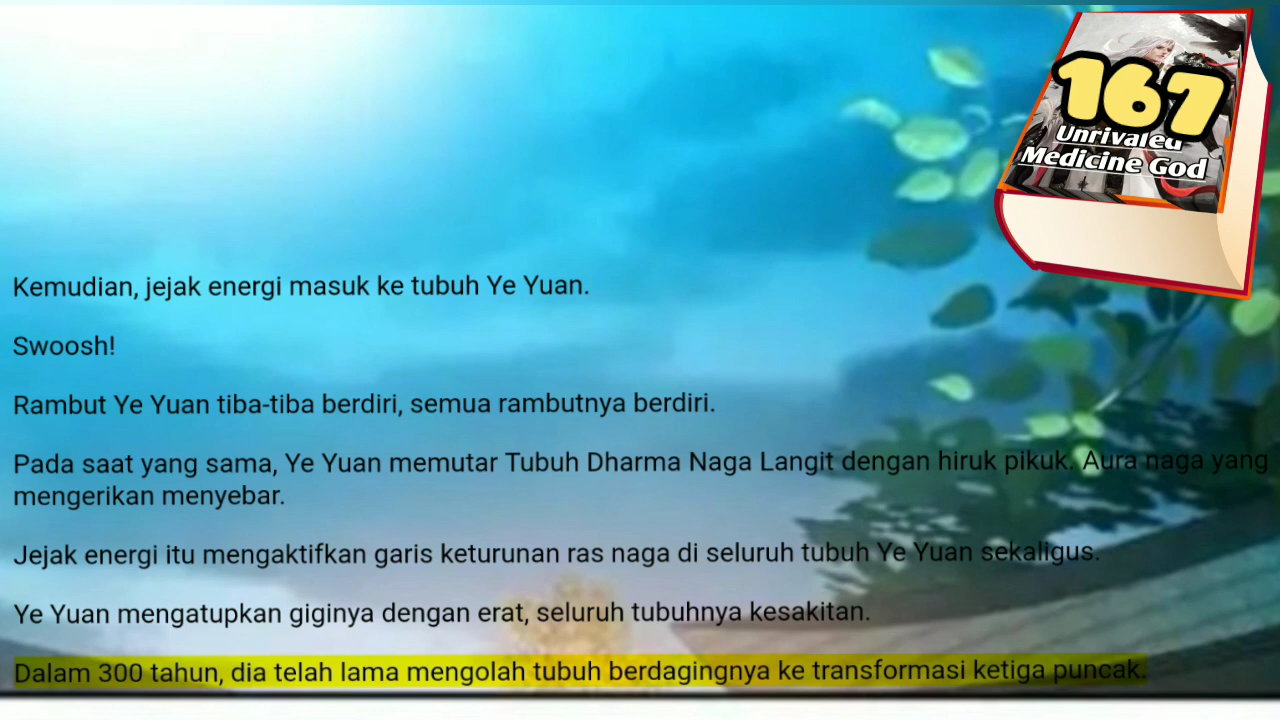 167
Unrivaled
Medicine God
Kemudian, jejak energi masuk ke tubuh Ye Yuan.
Swoosh!
Rambut Ye Yuan tiba-tiba berdiri, semua rambutnya berdiri.
Pada saat yang sama, Ye Yuan memutar Tubuh Dharma Naga Langit dengan hiruk pikuk. Aura naga yang
mengerikan menyebar.
Jejak energi itu mengaktifkan garis keturunan ras naga di seluruh tubuh Ye Yuan sekaligus.
Ye Yuan mengatupkan giginya dengan erat, seluruh tubuhnya kesakitan.
Dalam 300 tahun, dia telah lama mengolah tubuh berdagingnya ke transformasi ketiga puncak.